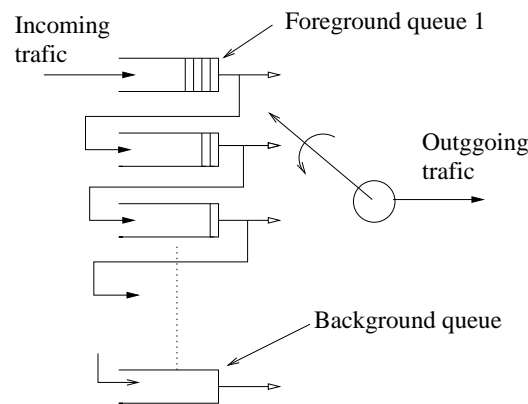 Incoming
trafic
Foreground queue 1
Outggoing
trafic
Background queue